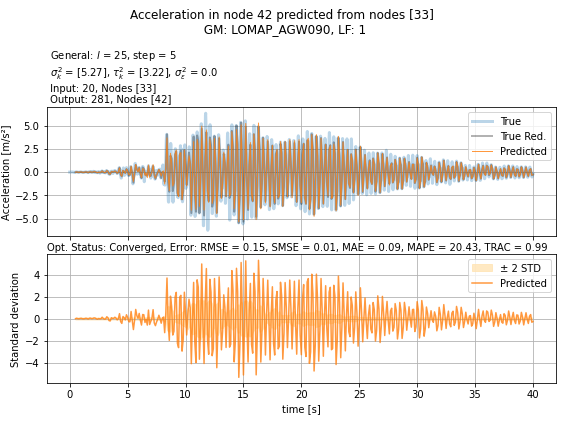 Acceleration in node 42 predicted from nodes [33]
GM: LOMAP_AGW090, LF: 1
General: l = 25, step = 5
σ²ₖ = [5.27], τ²ₖ = [3.22], σ²ε = 0.0
Input: 20, Nodes [33]
Output: 281, Nodes [42]
Acceleration [m/s²]
5.0
2.5
0.0
−2.5
−5.0
True
True Red.
Predicted
Opt. Status: Converged, Error: RMSE = 0.15, SMSE = 0.01, MAE = 0.09, MAPE = 20.43, TRAC = 0.99
Standard deviation
4
2
0
−2
−4
± 2 STD
Predicted
0 5 10 15 20 25 30 35 40
time [s]